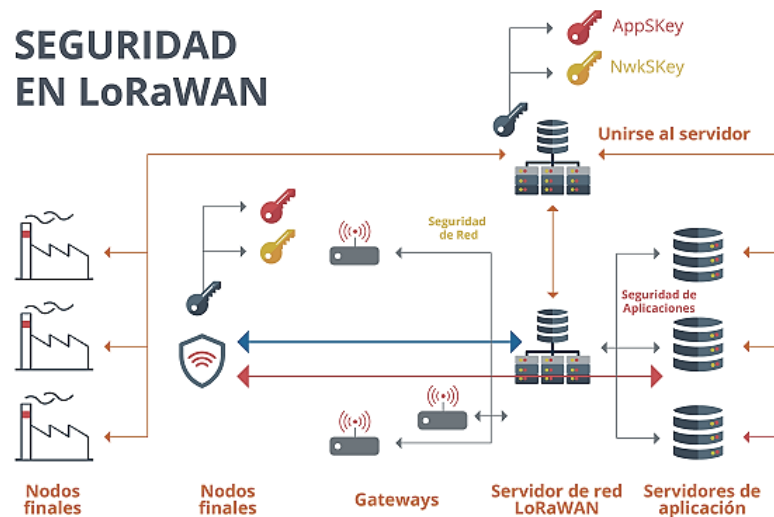 SEGURIDAD
EN LoRaWAN
AppSKey
NwkSKey
Unirse al servidor
Seguridad
de Red
Seguridad de
Aplicaciones
Nodos
finales
Nodos
finales
Gateways
Servidor de red
LoRaWAN
Servidores de
aplicación